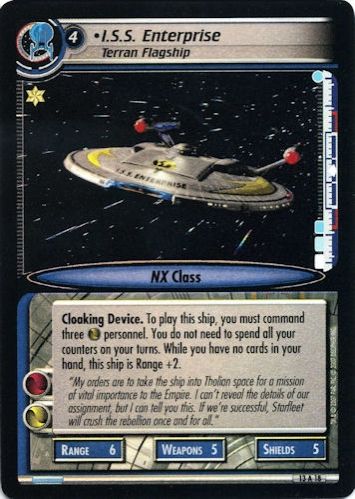 4
•I.S.S. Enterprise
Terran Flagship
I.S.S. ENTERPRISE
NX Class
Cloaking Device. To play this ship, you must command
three personnel. You do not need to spend all your
counters on your turns. While you have no cards in your
hand, this ship is Range +2.
"My orders are to take the ship into Tholian space for a mission
of vital importance to the Empire. I can't reveal the details of our
assignment, but I can tell you this. If we're successful, Starfleet
will crush the rebellion once and for all."
RANGE 6
WEAPONS 5
SHIELDS 5
13 A 18